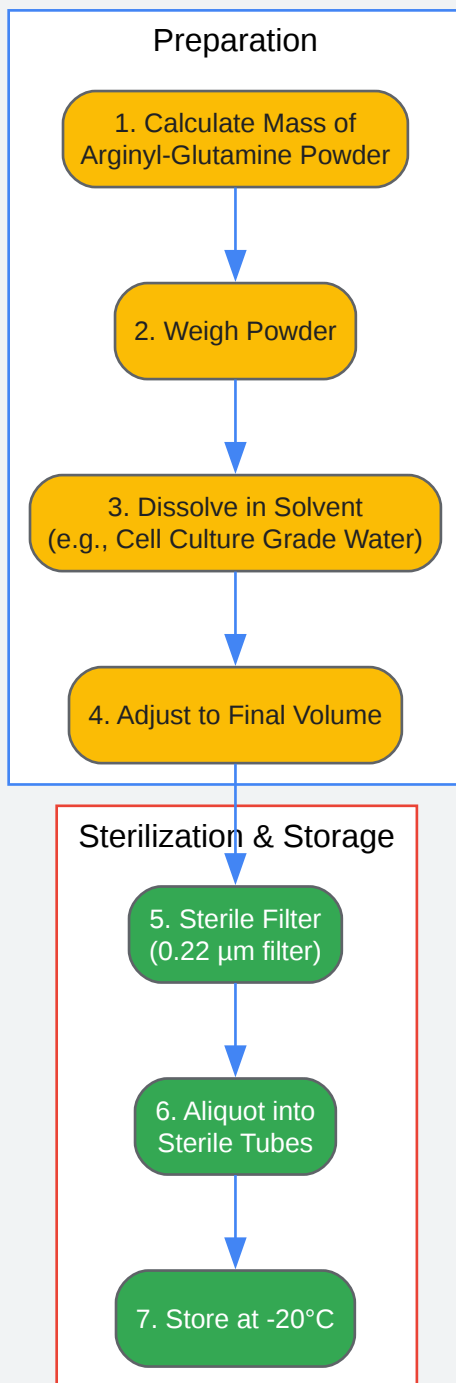 Preparation
1. Calculate Mass of
Arginyl-Glutamine Powder
2. Weigh Powder
3. Dissolve in Solvent
(e.g., Cell Culture Grade Water)
4. Adjust to Final Volume
Sterilization & Storage
5. Sterile Filter
(0.22 µm filter)
6. Aliquot into
Sterile Tubes
7. Store at -20°C